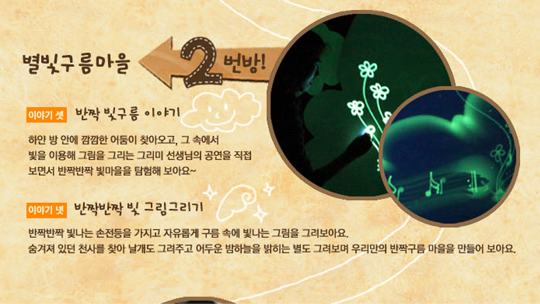 별빛구름마을 2번방!
이야기 셋 반짝 빛구름 이야기
하얀 방 안에 깜깜한 어둠이 찾아오고, 그 속에서
빛을 이용해 그림을 그리는 그리미 선생님의 공연을 직접
보면서 반짝반짝 빛마을을 탐험해 보아요~
이야기 넷 반짝반짝 빛 그림그리기
반짝반짝 빛나는 손전등을 가지고 자유롭게 구름 속에 빛나는 그림을 그려보아요.
숨겨져 있던 천사를 찾아 날개도 그려주고 어두운 밤하늘을 밝히는 별도 그려보며 우리만의 반짝구름 마을을 만들어 보아요.